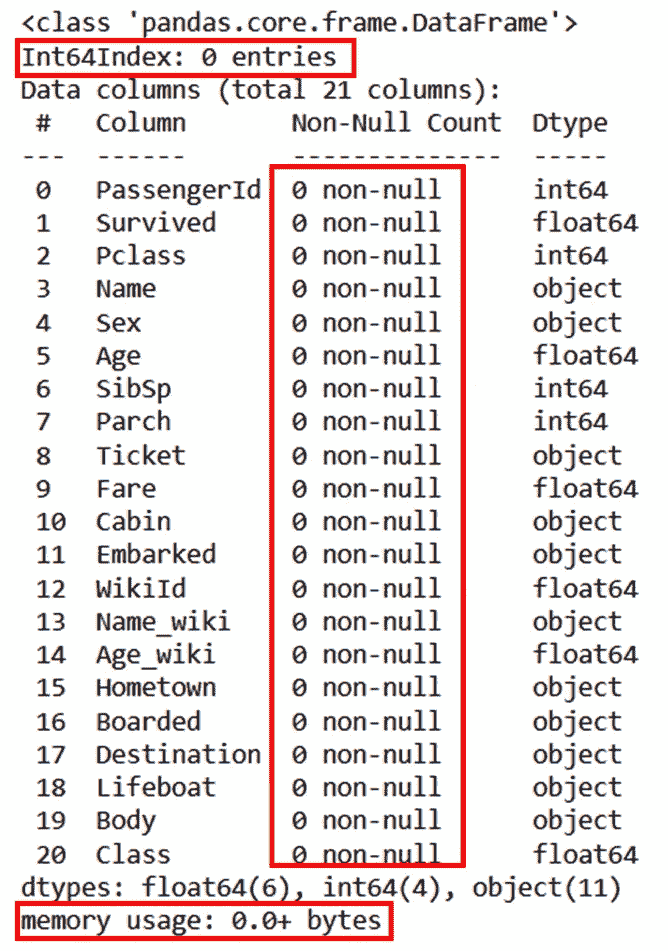 <class 'pandas.core.frame.DataFrame'>
Int64Index: 0 entries
Data columns (total 21 columns):
 #   Column       Non-Null Count  Dtype
---  ------       --------------  -----
 0   PassengerId  0 non-null      int64
 1   Survived     0 non-null      float64
 2   Pclass       0 non-null      int64
 3   Name         0 non-null      object
 4   Sex          0 non-null      object
 5   Age          0 non-null      float64
 6   SibSp        0 non-null      int64
 7   Parch        0 non-null      int64
 8   Ticket       0 non-null      object
 9   Fare         0 non-null      float64
 10  Cabin        0 non-null      object
 11  Embarked     0 non-null      object
 12  WikiId       0 non-null      float64
 13  Name_wiki    0 non-null      object
 14  Age_wiki     0 non-null      float64
 15  Hometown     0 non-null      object
 16  Boarded      0 non-null      object
 17  Destination  0 non-null      object
 18  Lifeboat     0 non-null      object
 19  Body         0 non-null      object
 20  Class        0 non-null      float64
dtypes: float64(6), int64(4), object(11)
memory usage: 0.0+ bytes